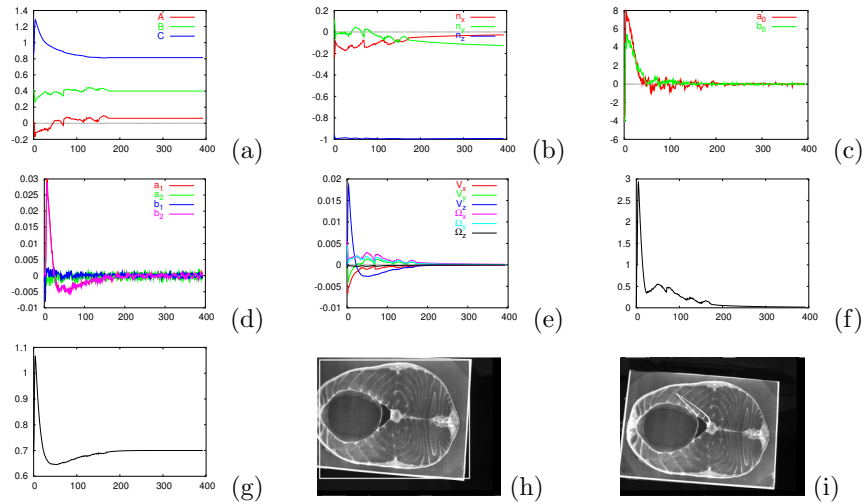 1.4
1.2
1
0.8
0.6
0.4
0.2
0
-0.2
0 100 200 300 400
A
B
C
(a)
0.2
0
-0.2
-0.4
-0.6
-0.8
-1
0 100 200 300 400
n_x
n_y
n_z
(b)
8
6
4
2
0
-2
-4
-6
0 100 200 300 400
a_0
b_0
(c)
0.03
0.025
0.02
0.015
0.01
0.005
0
-0.005
-0.01
0 100 200 300 400
a_1
a_2
b_1
b_2
(d)
0.02
0.015
0.01
0.005
0
-0.005
-0.01
0 100 200 300 400
V_x
V_y
V_z
Ω_x
Ω_y
Ω_z
(e)
3
2.5
2
1.5
1
0.5
0
0 100 200 300 400
(f)
1.1
1
0.9
0.8
0.7
0.6
0 100 200 300 400
(g)
(h)
(i)